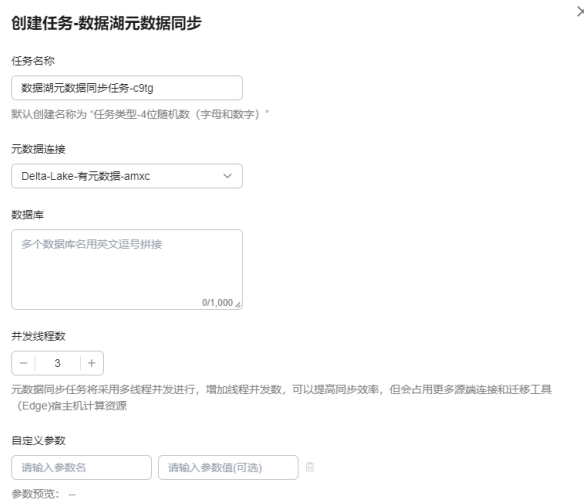 创建任务-数据湖元数据同步
任务名称
数据湖元数据同步任务-c9tg
默认创建名称为 “任务类型-4位随机数（字母和数字）”
元数据连接
Delta-Lake-有元数据-amxc
数据库
多个数据库名用英文逗号拼接
0/1,000
并发线程数
3
元数据同步任务将采用多线程并发进行，增加线程并发数，可以提高同步效率，但会占用更多源端连接和迁移工具
（Edge)宿主机计算资源
自定义参数
请输入参数名 请输入参数值(可选)
参数预览： --